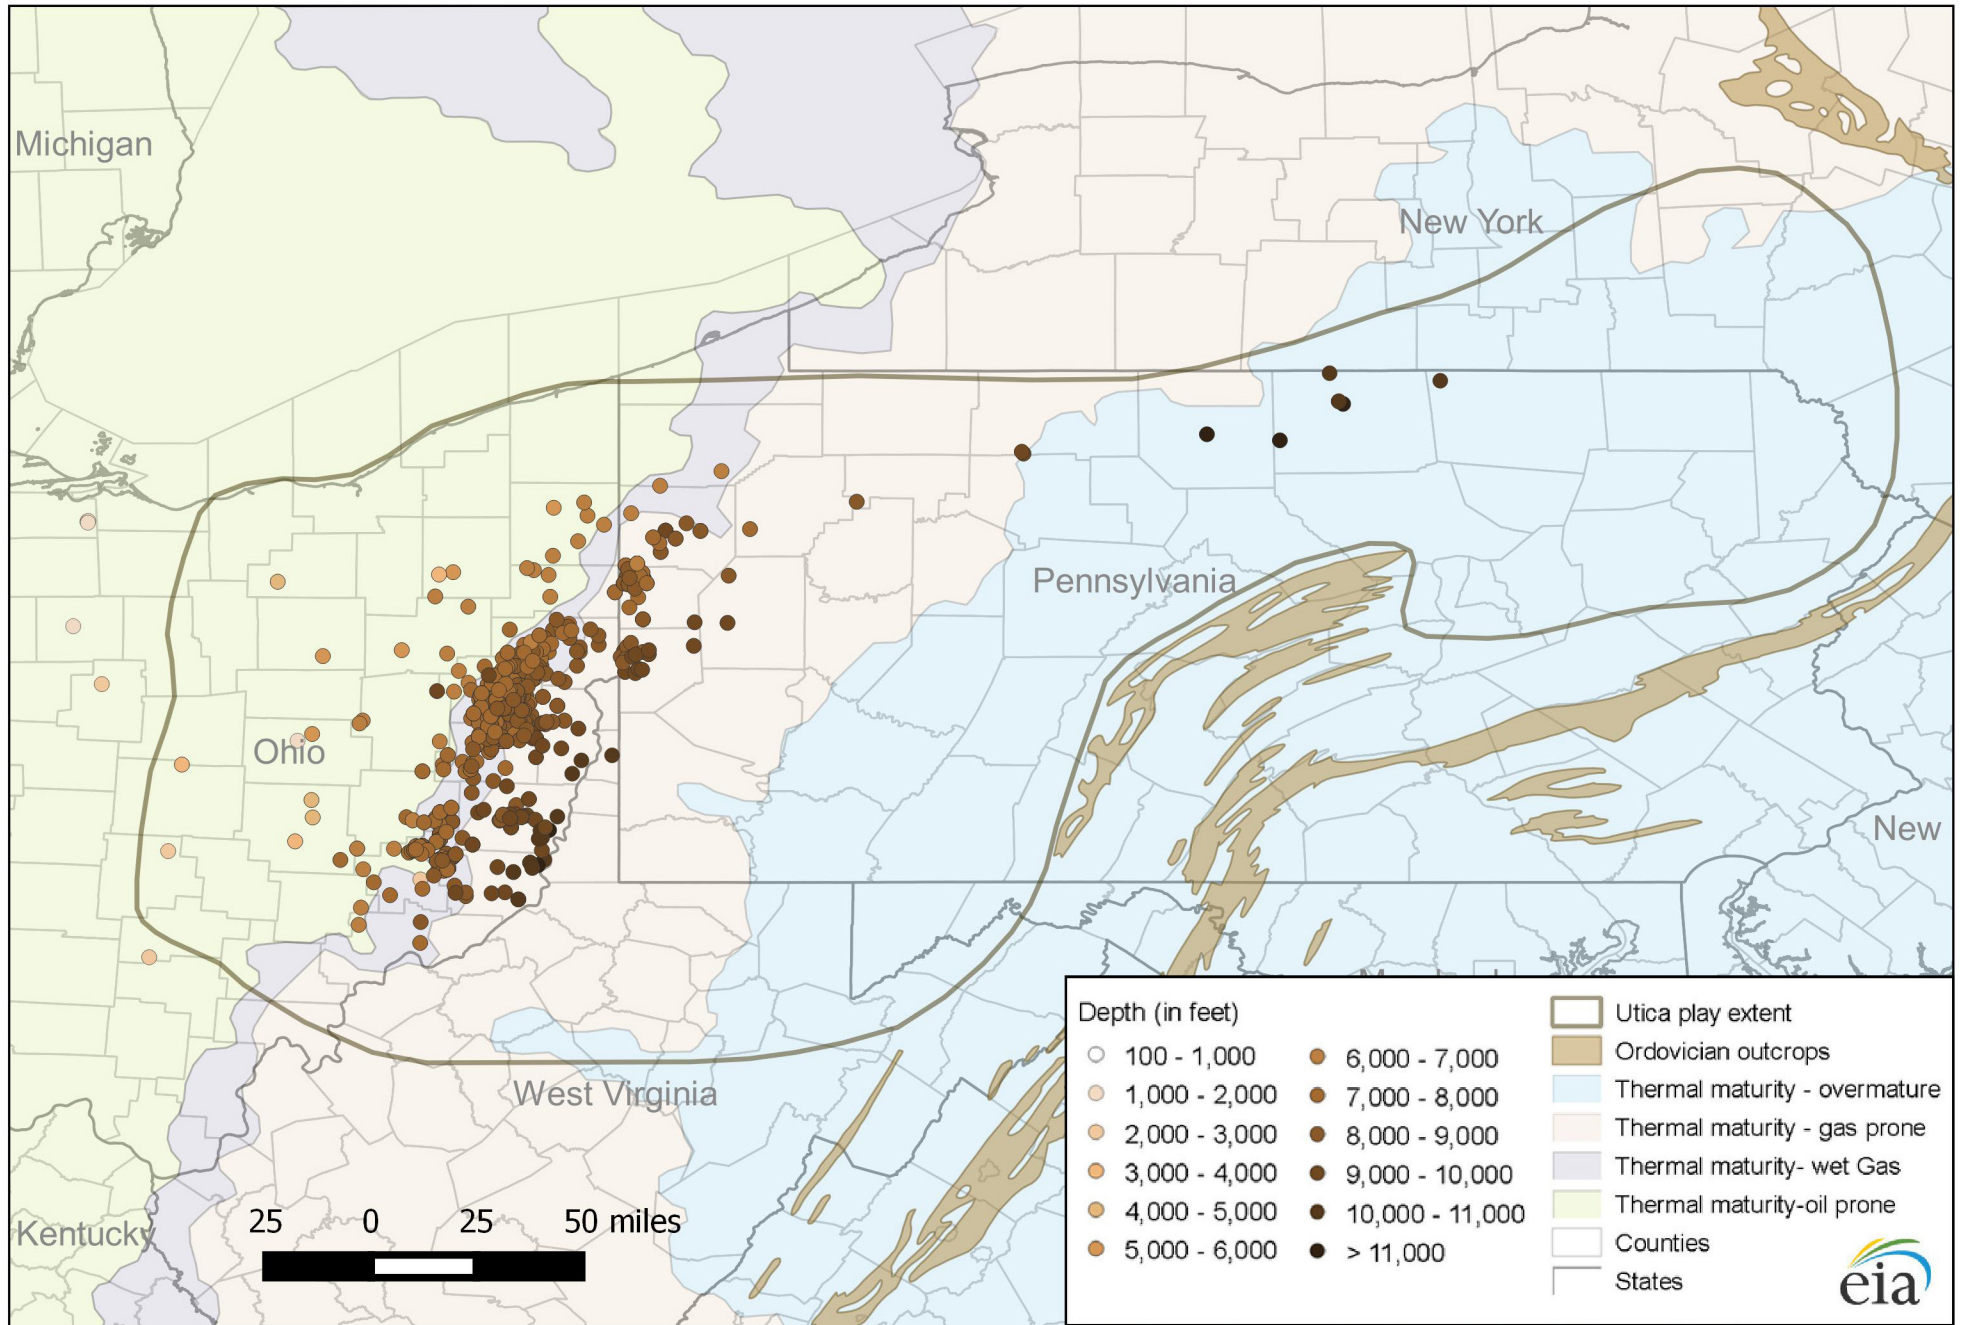 Michigan
New York
Pennsylvania
Ohio
New
West Virginia
Kentucky
25 0 25 50 miles
Depth (in feet)
100 - 1,000
1,000 - 2,000
2,000 - 3,000
3,000 - 4,000
4,000 - 5,000
5,000 - 6,000
6,000 - 7,000
7,000 - 8,000
8,000 - 9,000
9,000 - 10,000
10,000 - 11,000
> 11,000
Utica play extent
Ordovician outcrops
Thermal maturity - overmature
Thermal maturity - gas prone
Thermal maturity- wet Gas
Thermal maturity-oil prone
Counties
States
eia